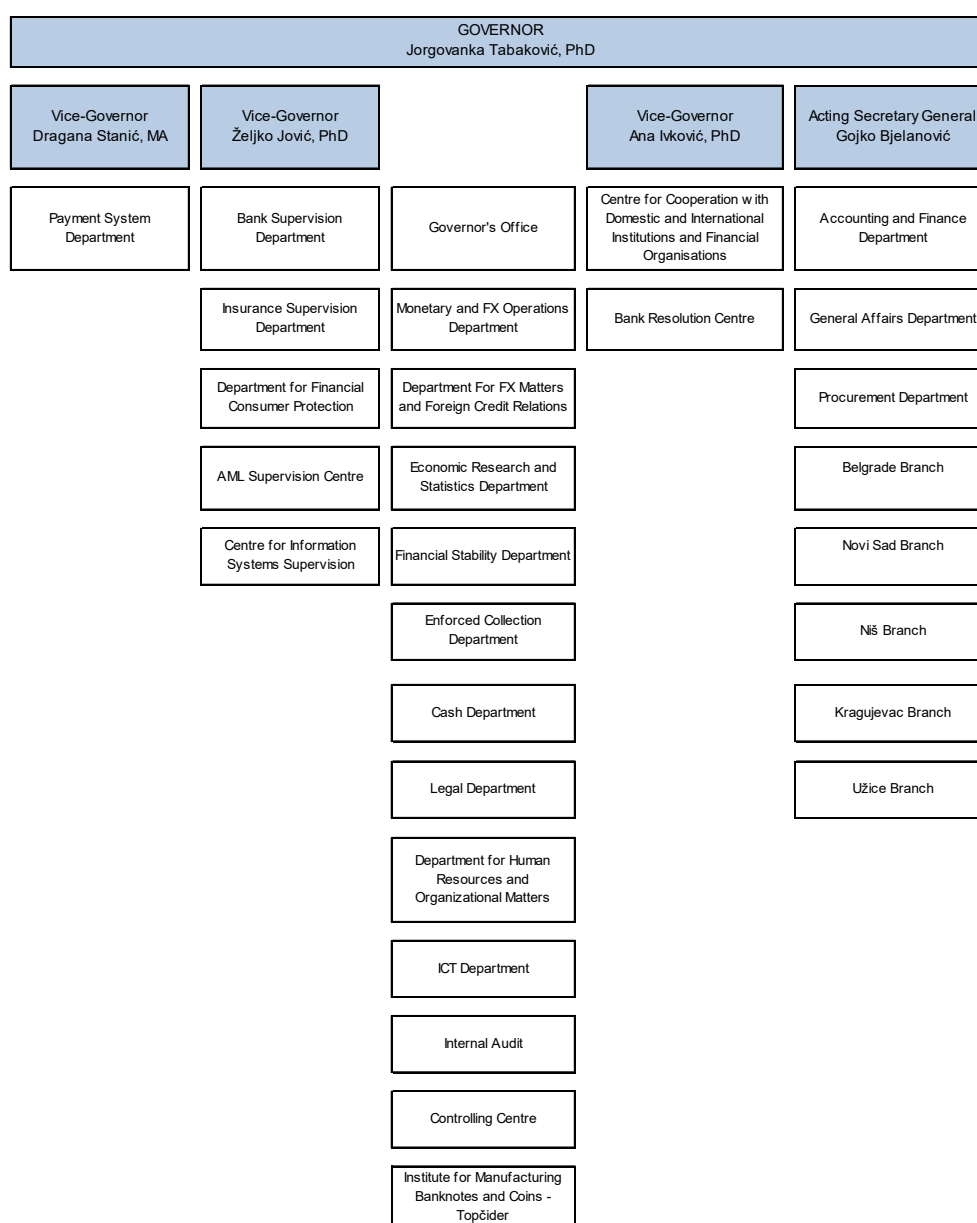 GOVERNOR
Jorgovanka Tabaković, PhD
Vice-Governor
Dragana Stanić, MA
Vice-Governor
Željko Jović, PhD
Vice-Governor
Ana Ivković, PhD
Acting Secretary General
Gojko Bjelanović
Payment System
Department
Bank Supervision
Department
Governor's Office
Centre for Cooperation with
Domestic and International
Institutions and Financial
Organisations
Accounting and Finance
Department
Insurance Supervision
Department
Monetary and FX Operations
Department
Bank Resolution Centre
General Affairs Department
Department for Financial
Consumer Protection
Department For FX Matters
and Foreign Credit Relations
Procurement Department
AML Supervision Centre
Economic Research and
Statistics Department
Belgrade Branch
Centre for Information
Systems Supervision
Financial Stability Department
Novi Sad Branch
Enforced Collection
Department
Niš Branch
Cash Department
Kragujevac Branch
Legal Department
Užice Branch
Department for Human
Resources and
Organizational Matters
ICT Department
Internal Audit
Controlling Centre
Institute for Manufacturing
Banknotes and Coins -
Topčider